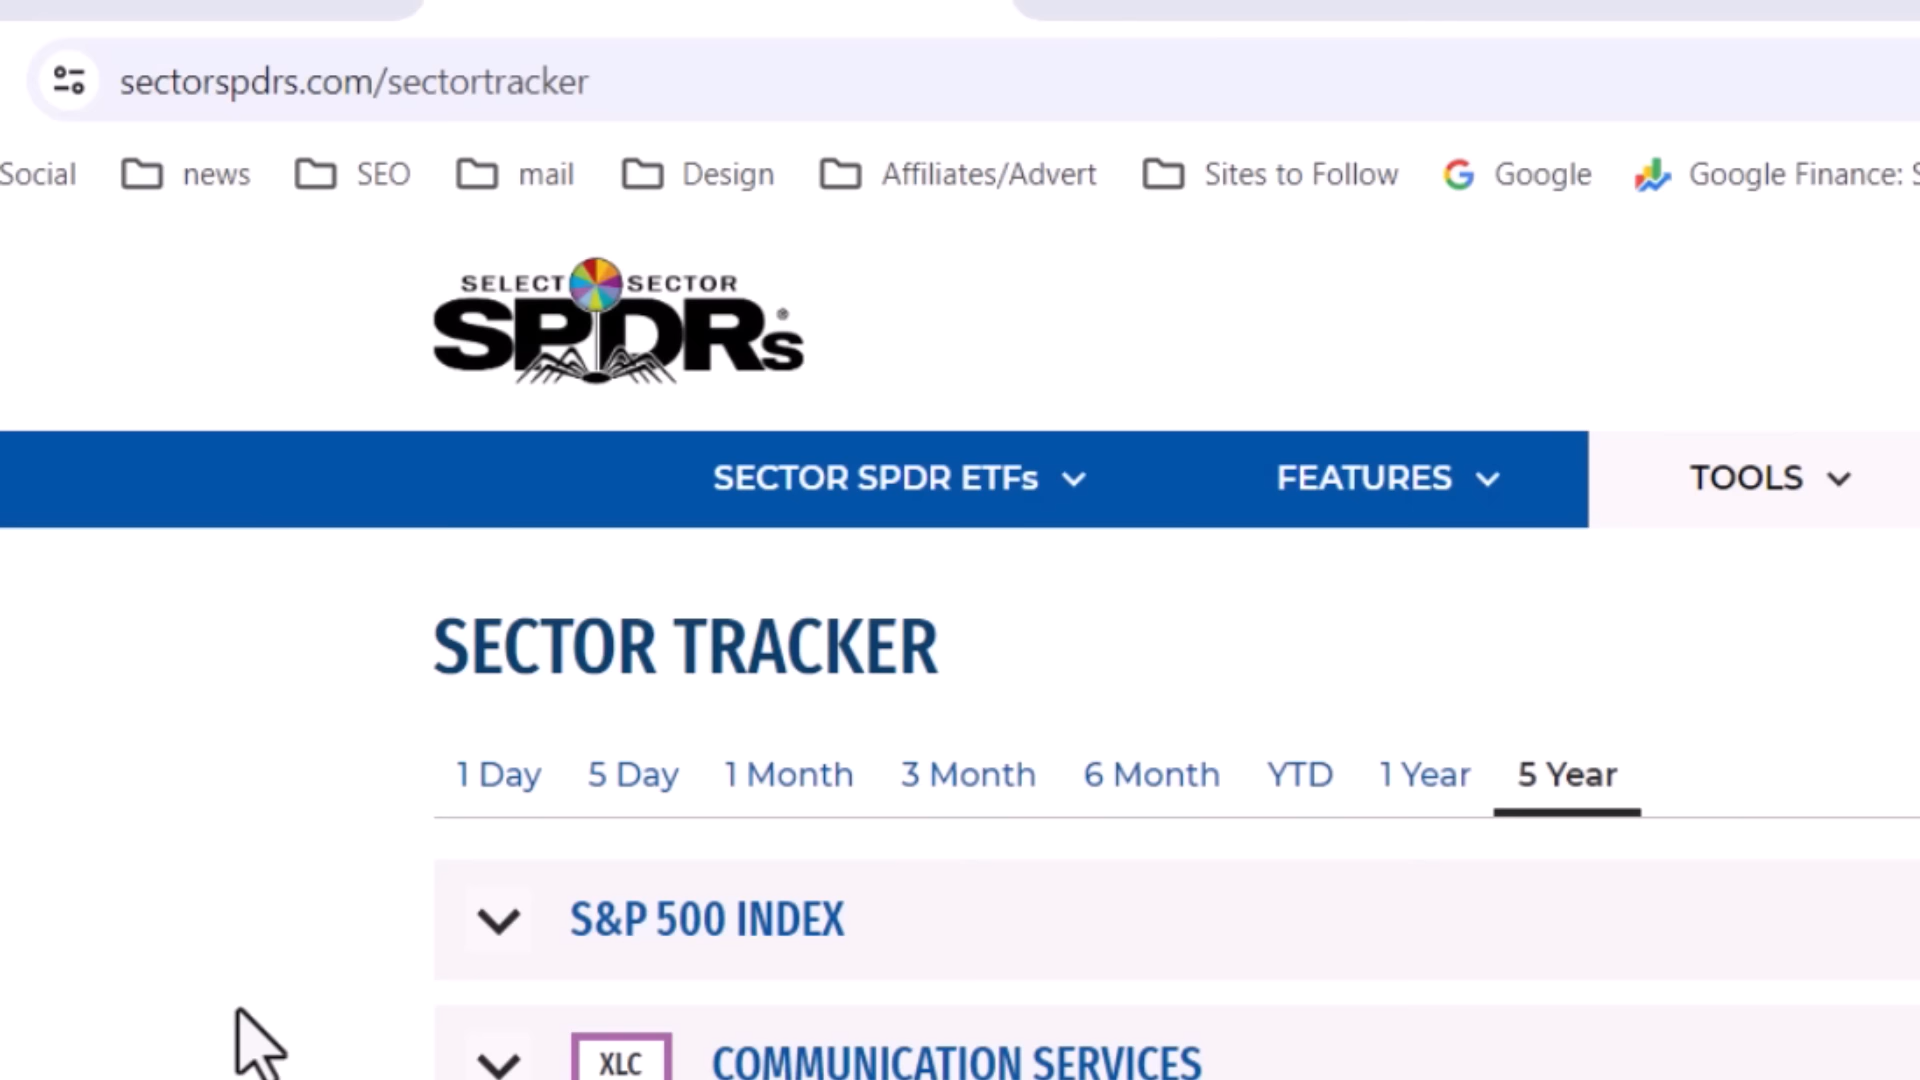 sectorspdrs.com/sectortracker
Social news SEO mail Design Affiliates/Advert Sites to Follow Google Google Finance: S
SELECT SECTOR
SPDRs®
SECTOR SPDR ETFs FEATURES TOOLS
SECTOR TRACKER
1 Day 5 Day 1 Month 3 Month 6 Month YTD 1 Year 5 Year
S&P 500 INDEX
XLC COMMUNICATION SERVICES